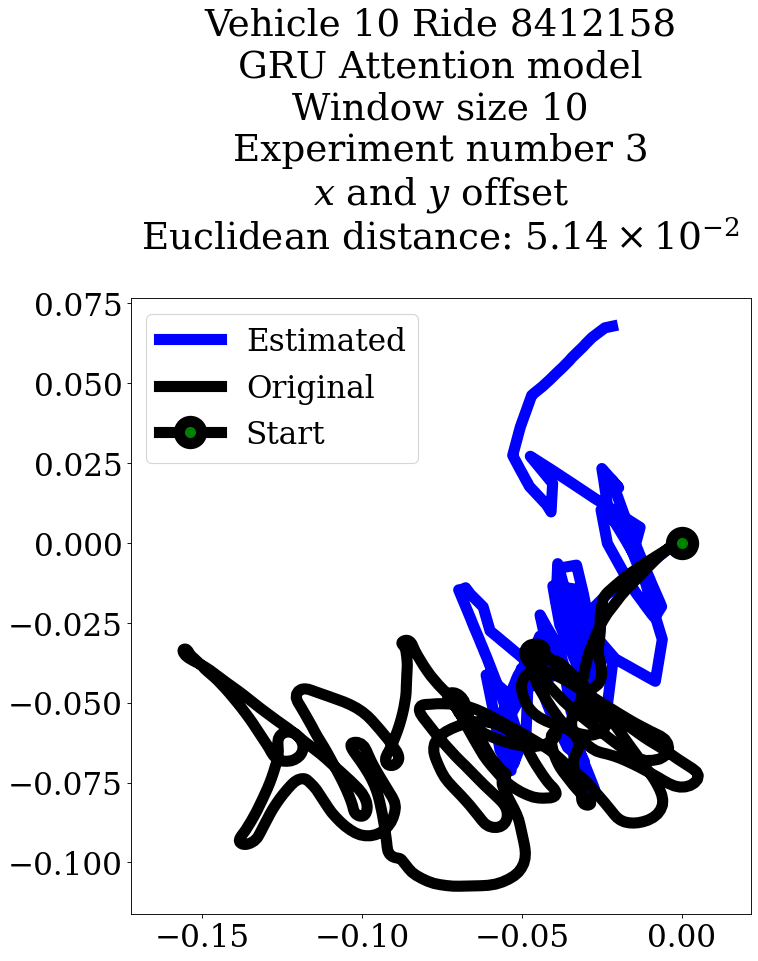 Vehicle 10 Ride 8412158
GRU Attention model
Window size 10
Experiment number 3
x and y offset
Euclidean distance: 5.14 × 10⁻²
0.075
0.050
0.025
0.000
−0.025
−0.050
−0.075
−0.100
Estimated
Original
Start
−0.15 −0.10 −0.05 0.00